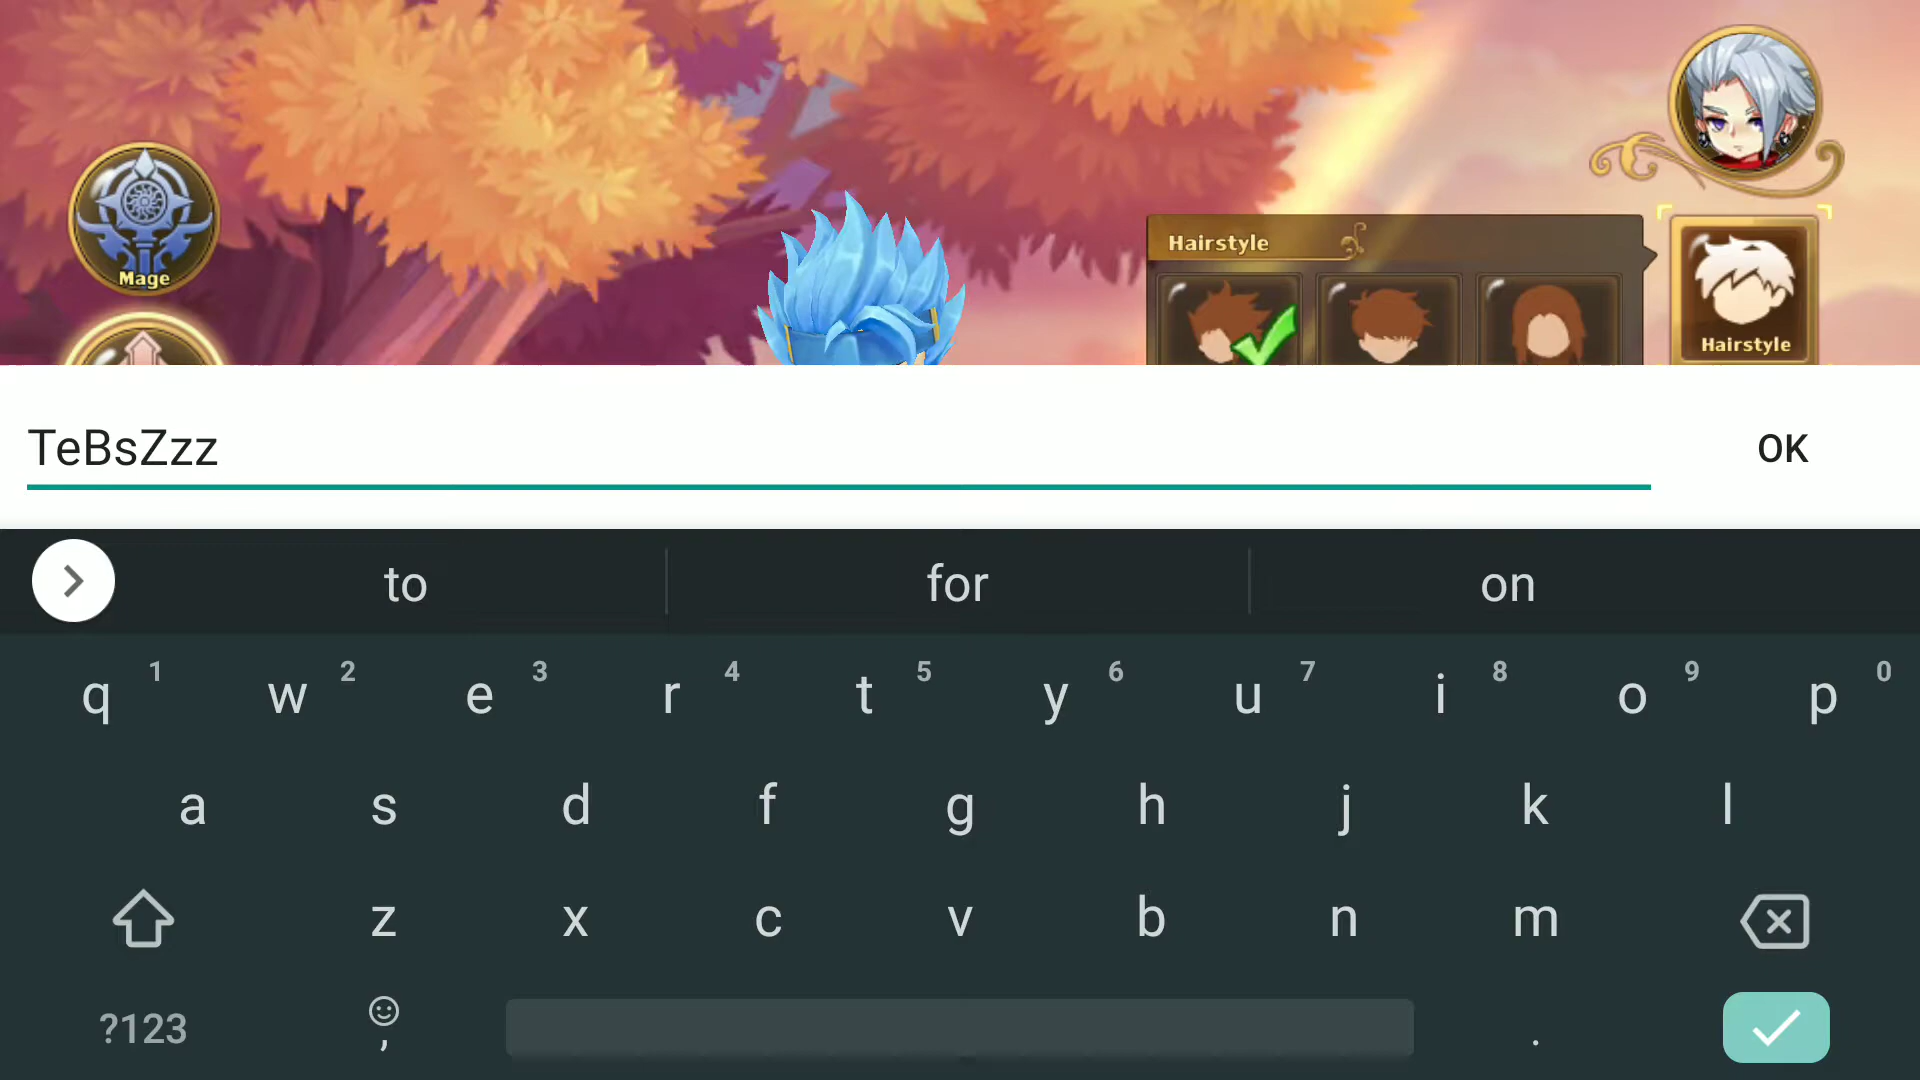 Mage
Hairstyle
Hairstyle
TeBsZzz
OK
to for on
q 1 w 2 e 3 r 4 t 5 y 6 u 7 i 8 o 9 p 0
a s d f g h j k l
z x c v b n m
?123 , .